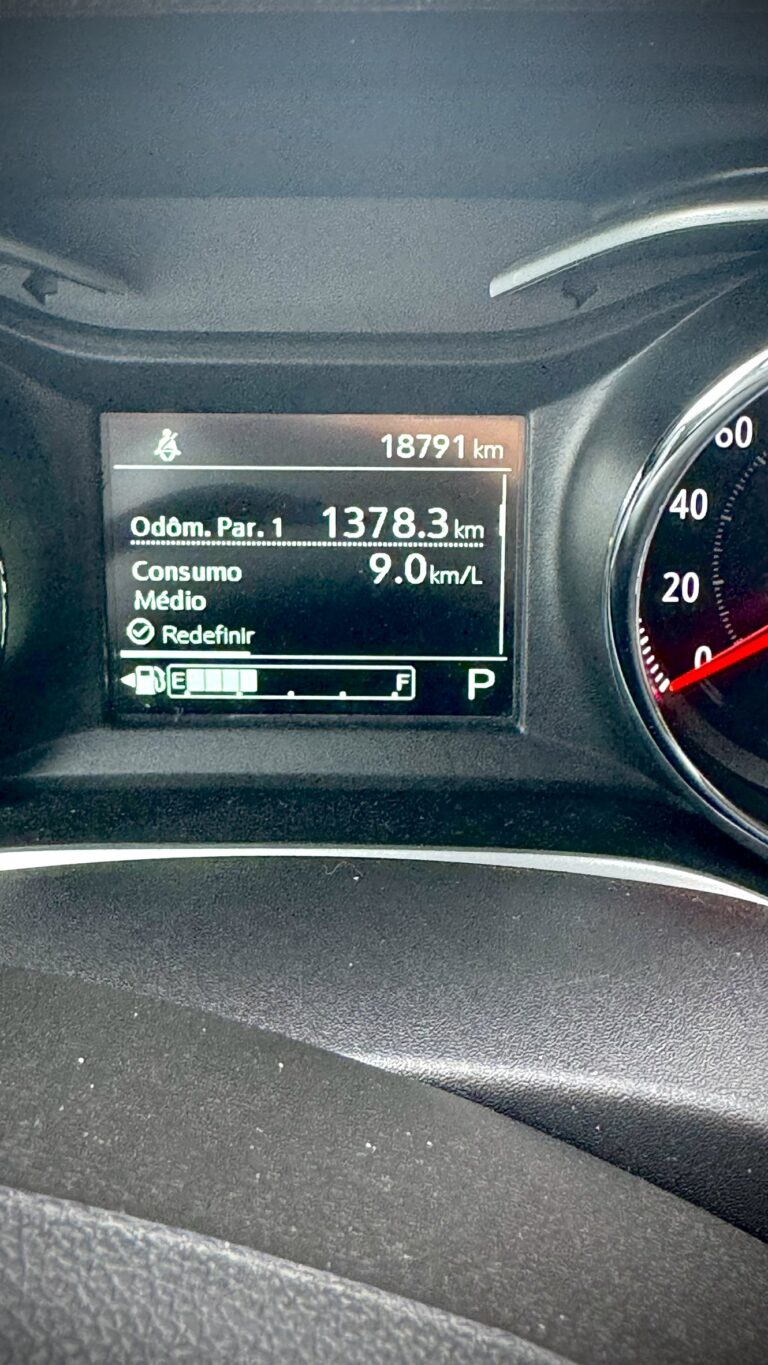 18791 km
Odôm. Par. 1 1378.3 km
Consumo 9.0 km/L
Médio
Redefinir
E F P
60
40
20
0